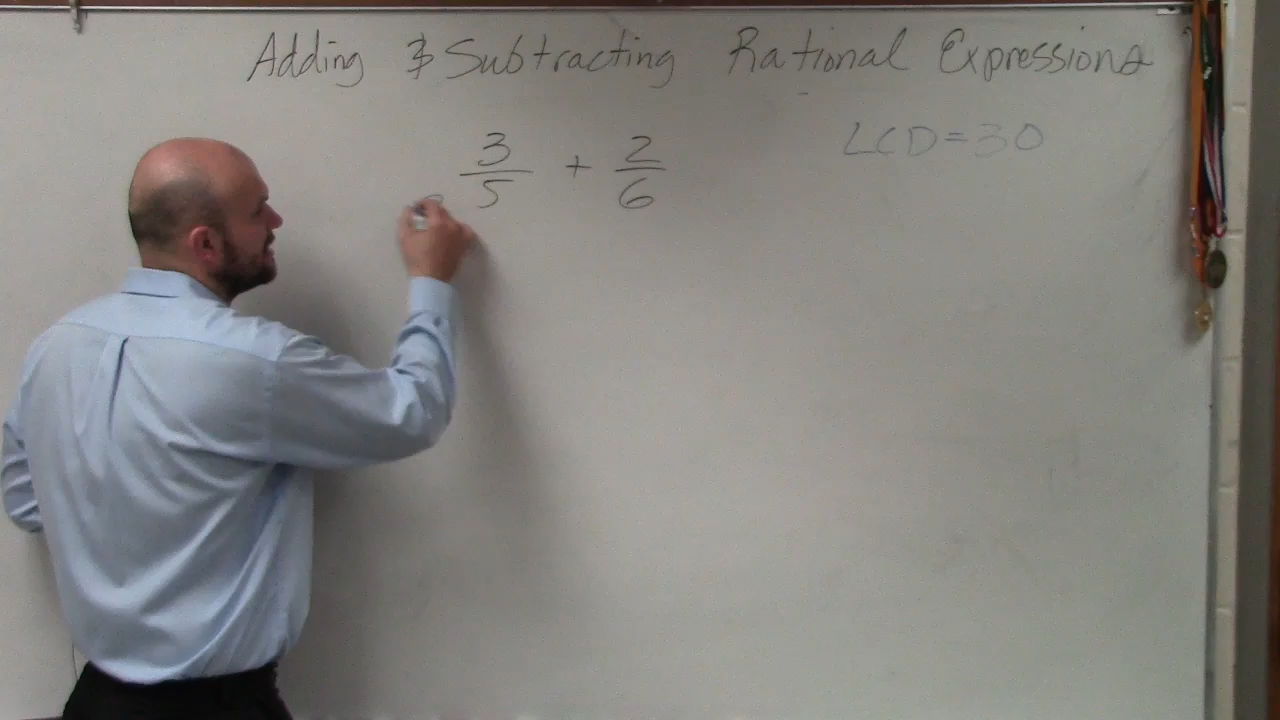 Adding & Subtracting Rational Expressions
3/5 + 2/6
LCD = 30